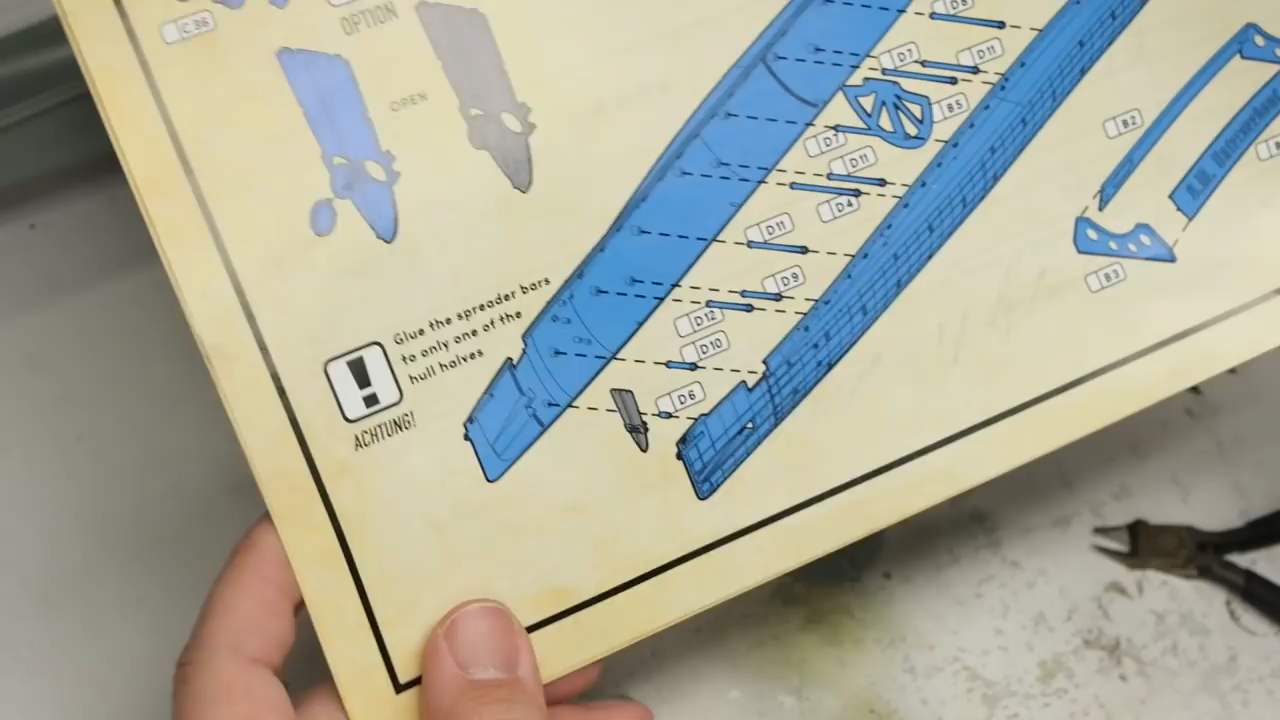 C 36
OPTION
OPEN
D8
D7
D11
B5
D7
D11
D4
D11
D9
D12
D10
D6
B2
B3
Glue the spreader bars
to only one of the
hull halves
!
ACHTUNG!